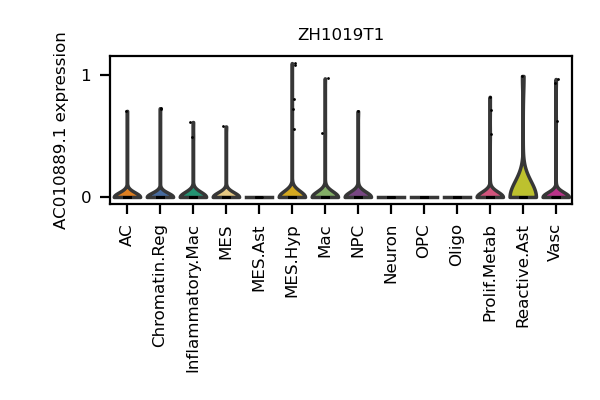 ZH1019T1
AC010889.1 expression
1
0
AC
Chromatin.Reg
Inflammatory.Mac
MES
MES.Ast
MES.Hyp
Mac
NPC
Neuron
OPC
Oligo
Prolif.Metab
Reactive.Ast
Vasc